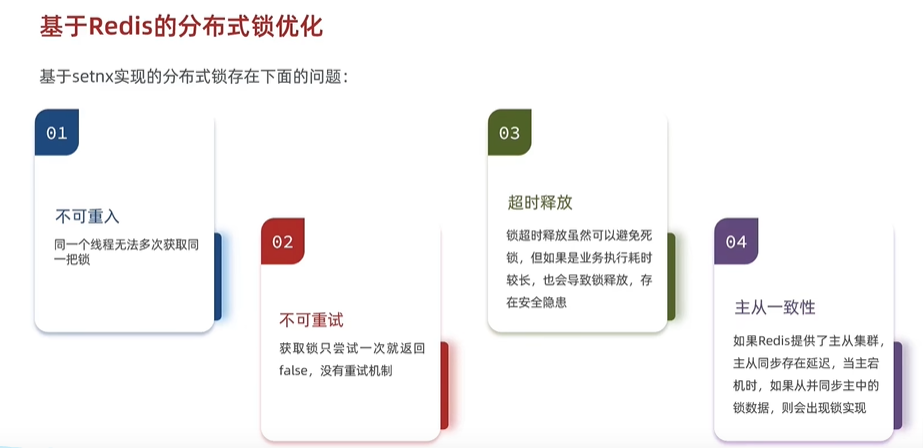 基于Redis的分布式锁优化
基于setnx实现的分布式锁存在下面的问题：
01
不可重入
同一个线程无法多次获取同
一把锁
02
不可重试
获取锁只尝试一次就返回
false，没有重试机制
03
超时释放
锁超时释放虽然可以避免死
锁，但如果是业务执行耗时
较长，也会导致锁释放，存
在安全隐患
04
主从一致性
如果Redis提供了主从集群，
主从同步存在延迟，当主宕
机时，如果从并同步主中的
锁数据，则会出现锁实现